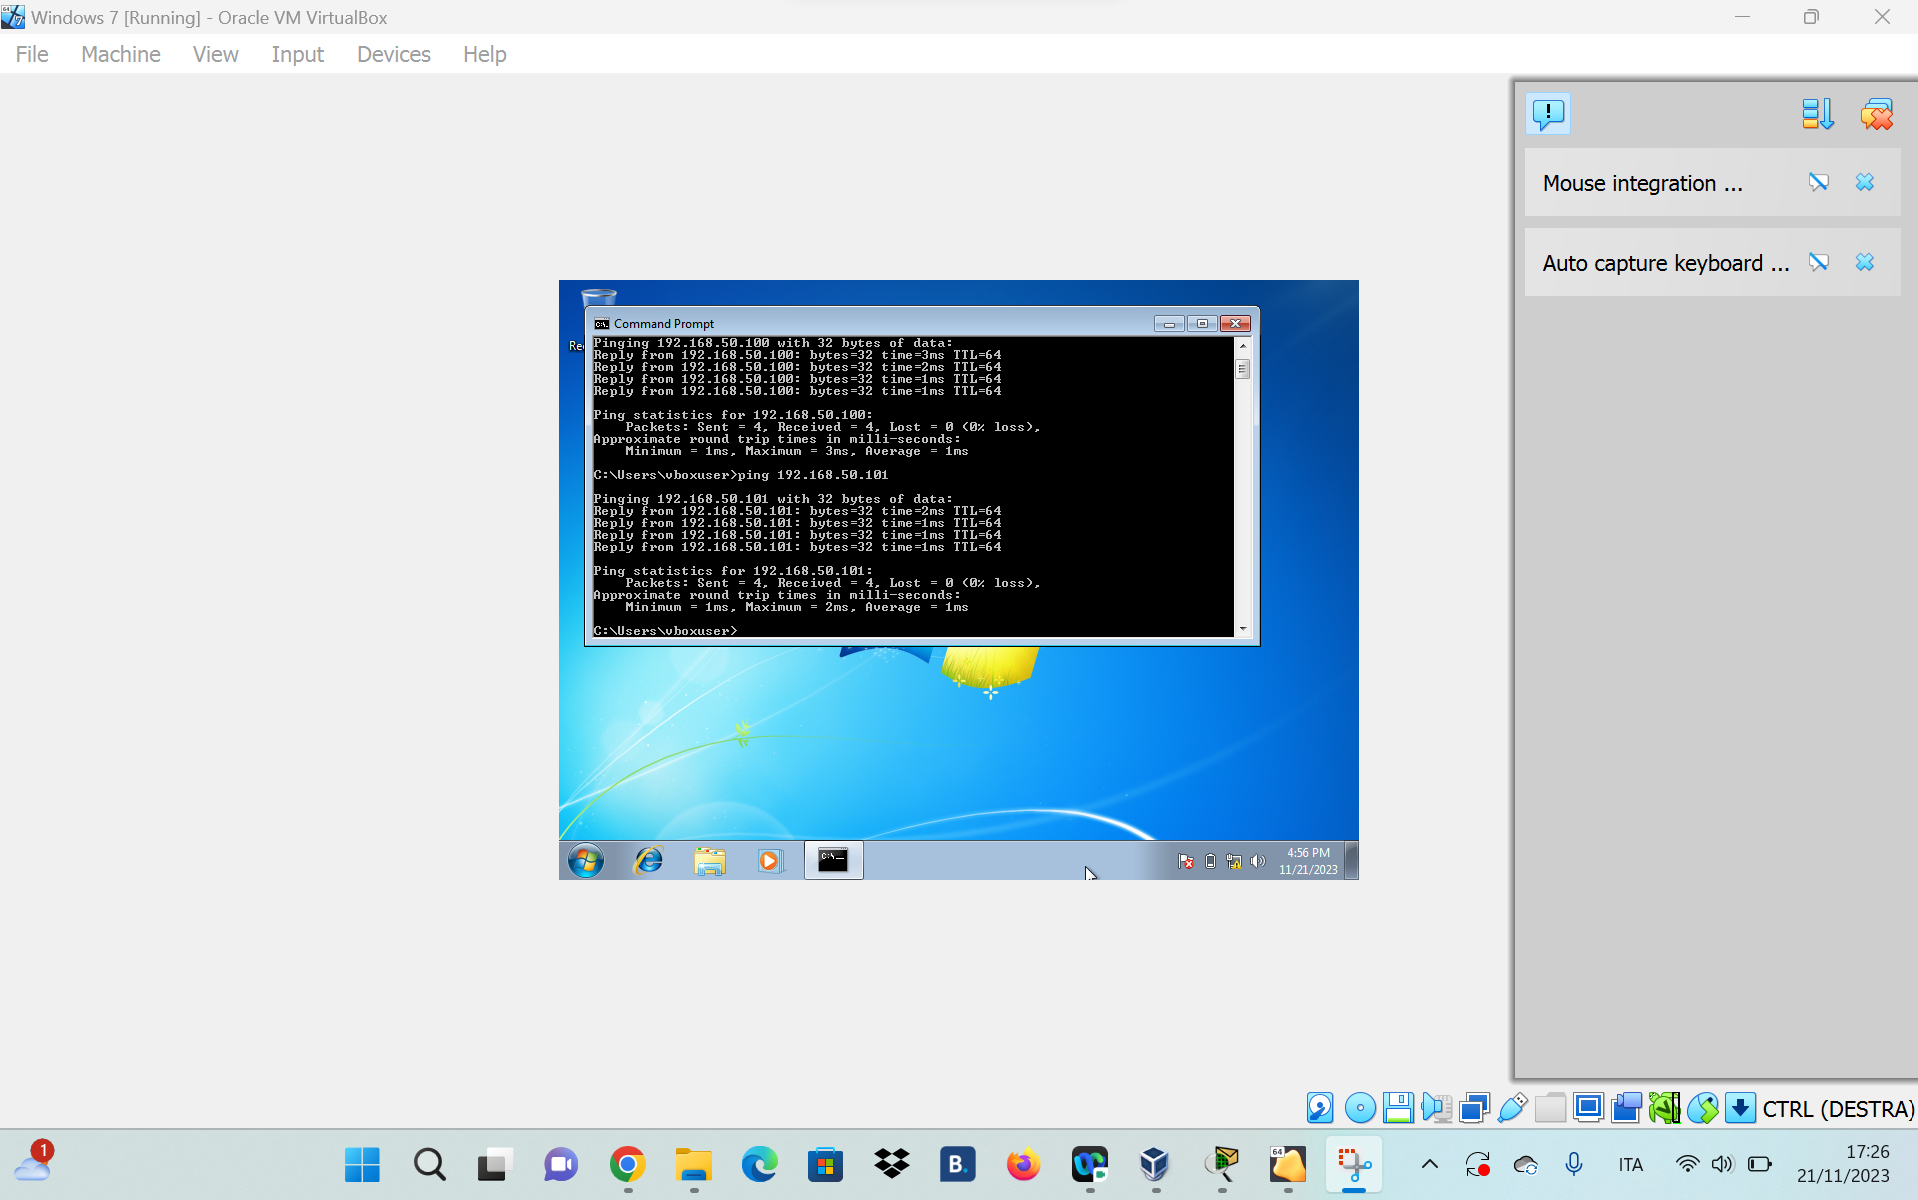 Windows 7 [Running] - Oracle VM VirtualBox
File Machine View Input Devices Help
Mouse integration ...
Auto capture keyboard ...
Command Prompt
Pinging 192.168.50.100 with 32 bytes of data:
Reply from 192.168.50.100: bytes=32 time=3ms TTL=64
Reply from 192.168.50.100: bytes=32 time=2ms TTL=64
Reply from 192.168.50.100: bytes=32 time=1ms TTL=64
Reply from 192.168.50.100: bytes=32 time=1ms TTL=64
Ping statistics for 192.168.50.100:
Packets: Sent = 4, Received = 4, Lost = 0 (0% loss),
Approximate round trip times in milli-seconds:
Minimum = 1ms, Maximum = 3ms, Average = 1ms
C:\Users\vboxuser>ping 192.168.50.101
Pinging 192.168.50.101 with 32 bytes of data:
Reply from 192.168.50.101: bytes=32 time=2ms TTL=64
Reply from 192.168.50.101: bytes=32 time=1ms TTL=64
Reply from 192.168.50.101: bytes=32 time=1ms TTL=64
Reply from 192.168.50.101: bytes=32 time=1ms TTL=64
Ping statistics for 192.168.50.101:
Packets: Sent = 4, Received = 4, Lost = 0 (0% loss),
Approximate round trip times in milli-seconds:
Minimum = 1ms, Maximum = 2ms, Average = 1ms
C:\Users\vboxuser>
Re
4:56 PM
11/21/2023
CTRL (DESTRA)
1
B.
64
ITA
17:26
21/11/2023